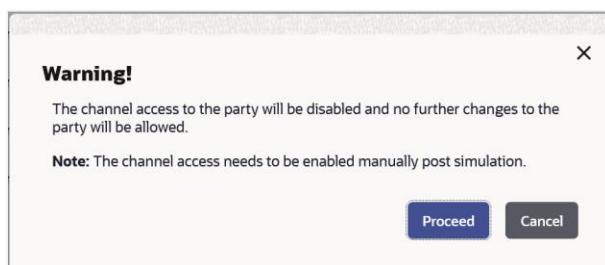 Warning!
The channel access to the party will be disabled and no further changes to the
party will be allowed.
Note: The channel access needs to be enabled manually post simulation.
Proceed Cancel